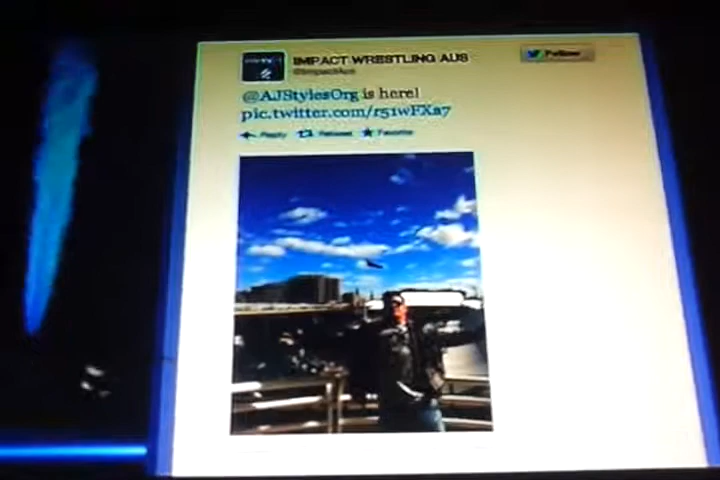 IMPACT WRESTLING AUS
@ImpactAus
Follow
@AJStylesOrg is here!
pic.twitter.com/r51wFXa7
Reply Retweet Favorite